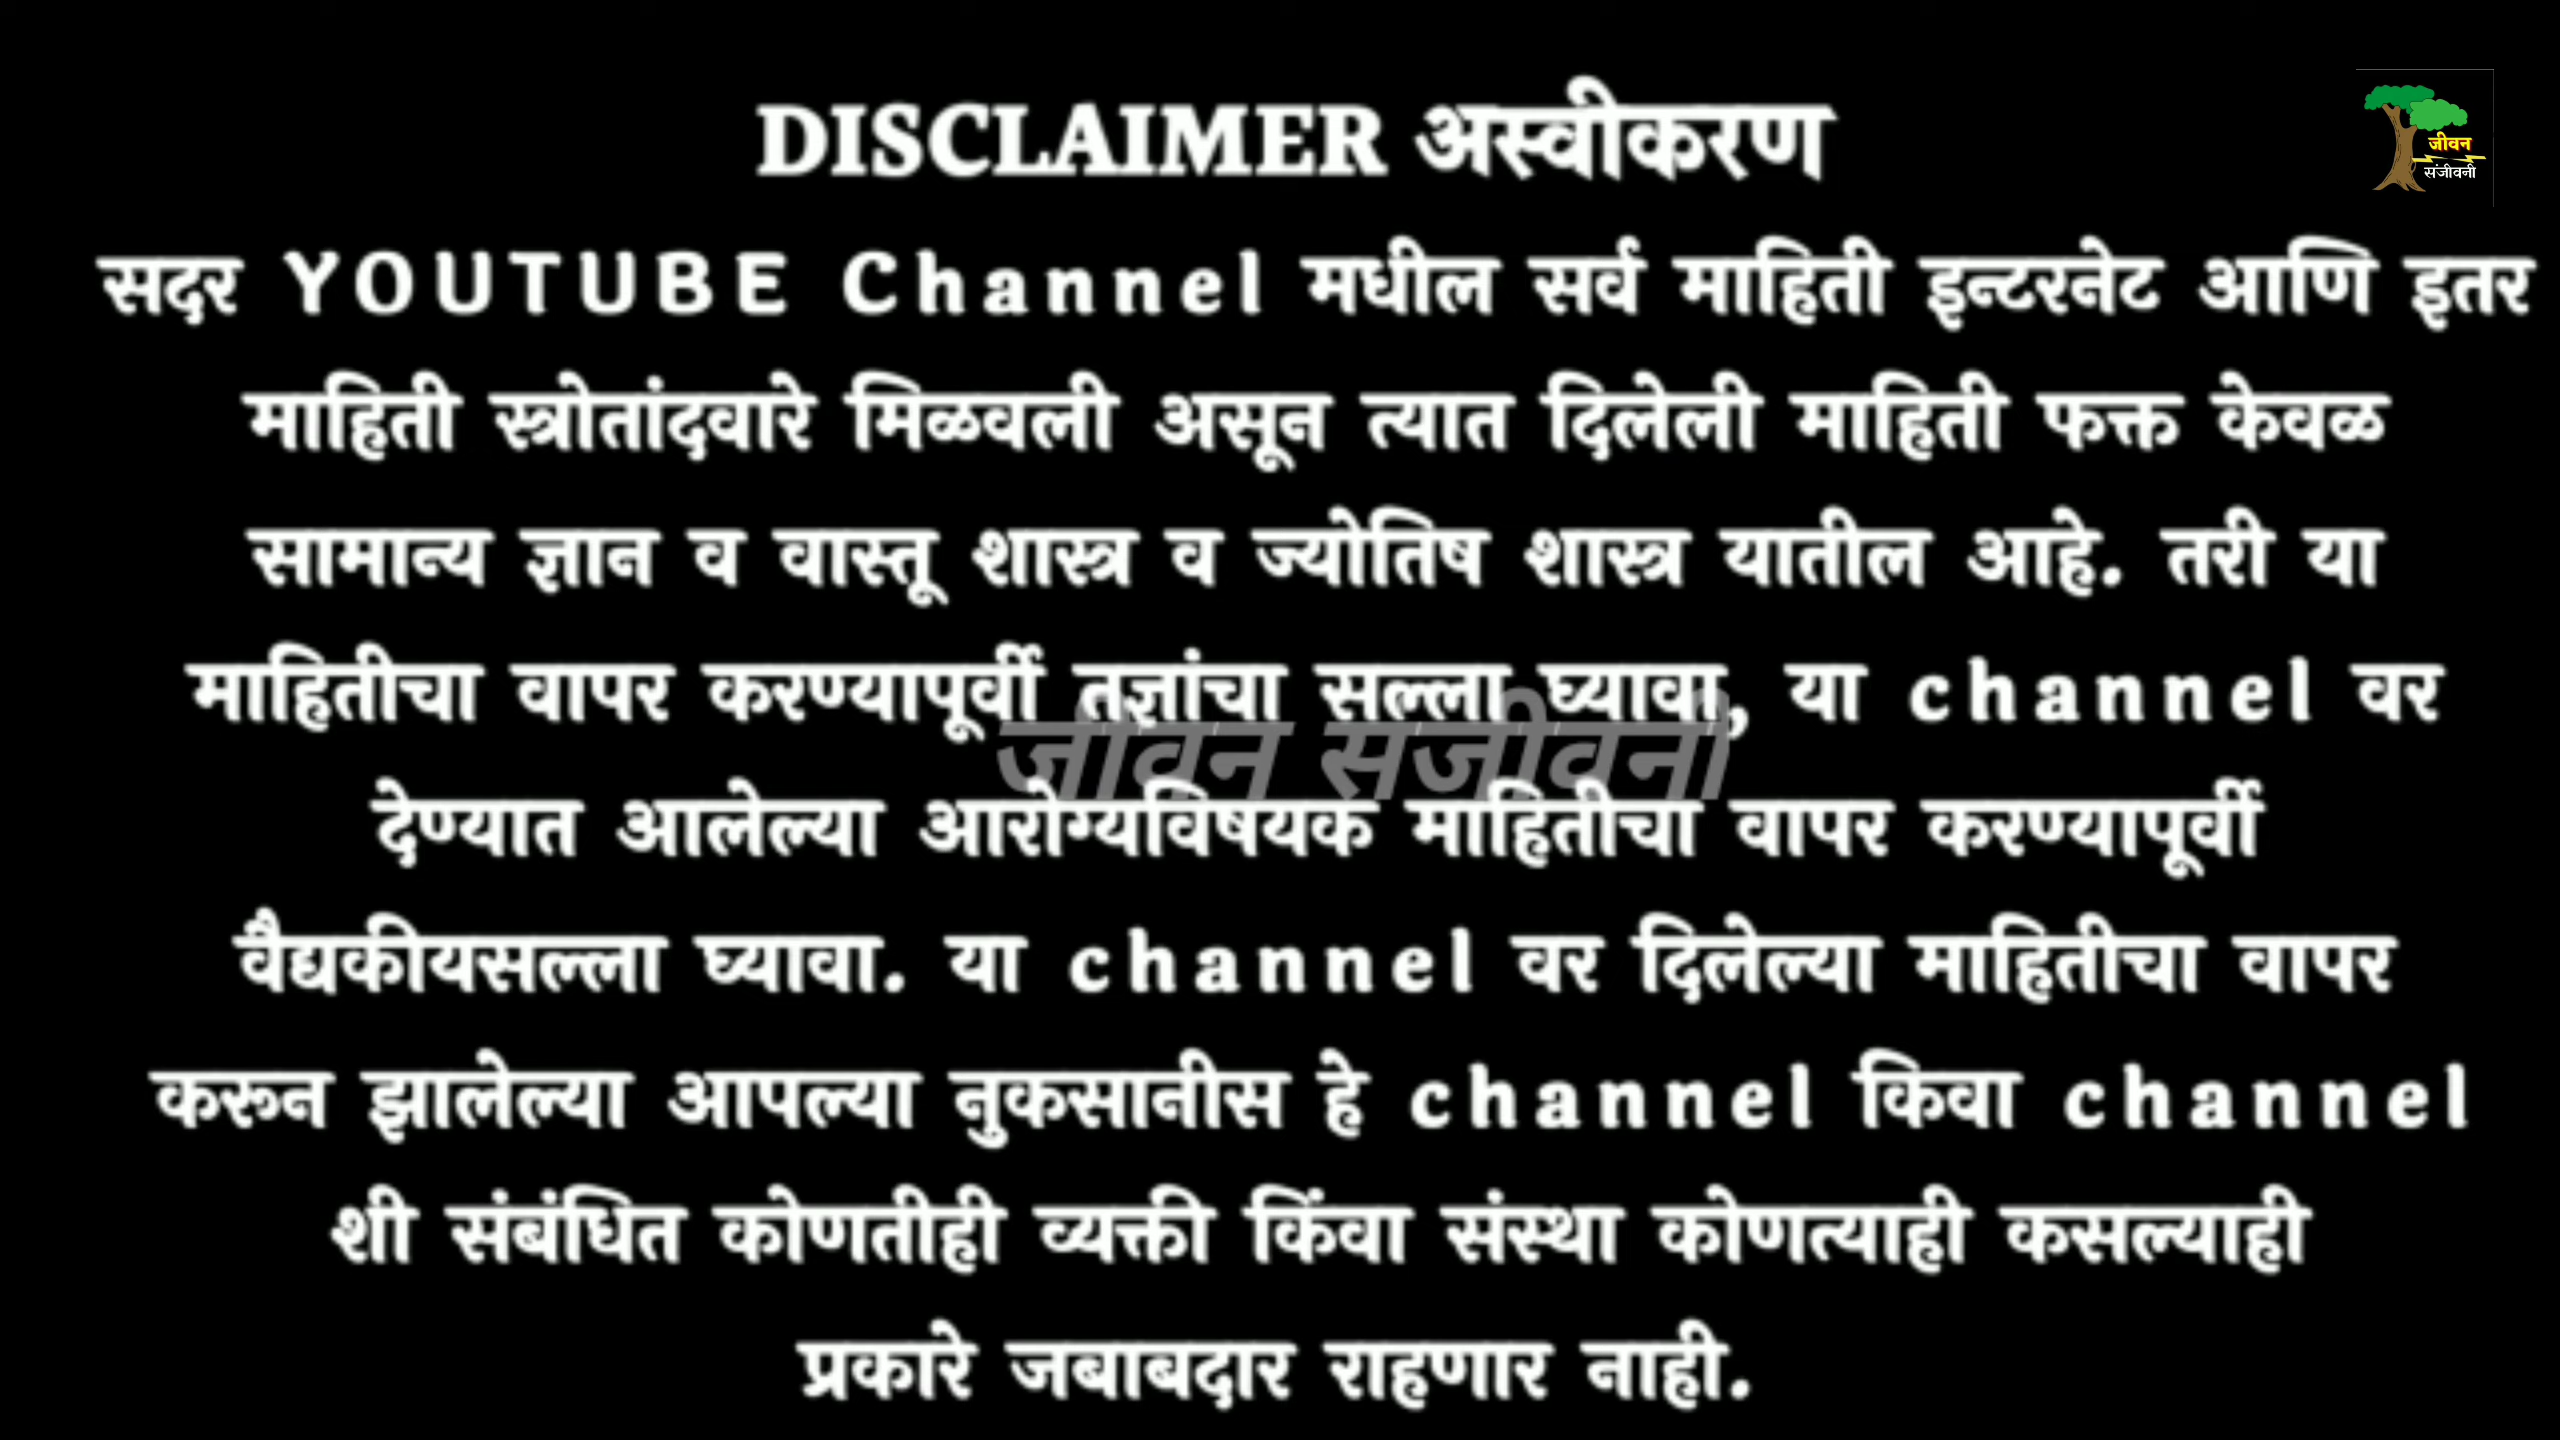 DISCLAIMER अस्वीकरण
जीवन
संजीवनी
सदर YOUTUBE Channel मधील सर्व माहिती इन्टरनेट आणि इतर
माहिती स्त्रोतांदवारे मिळवली असून त्यात दिलेली माहिती फक्त केवळ
सामान्य ज्ञान व वास्तू शास्त्र व ज्योतिष शास्त्र यातील आहे. तरी या
माहितीचा वापर करण्यापूर्वी तज्ञांचा सल्ला घ्यावा, या channel वर
जीवन संजीवनी
देण्यात आलेल्या आरोग्यविषयक माहितीचा वापर करण्यापूर्वी
वैद्यकीयसल्ला घ्यावा. या channel वर दिलेल्या माहितीचा वापर
करून झालेल्या आपल्या नुकसानीस हे channel किवा channel
शी संबंधित कोणतीही व्यक्ती किंवा संस्था कोणत्याही कसल्याही
प्रकारे जबाबदार राहणार नाही.